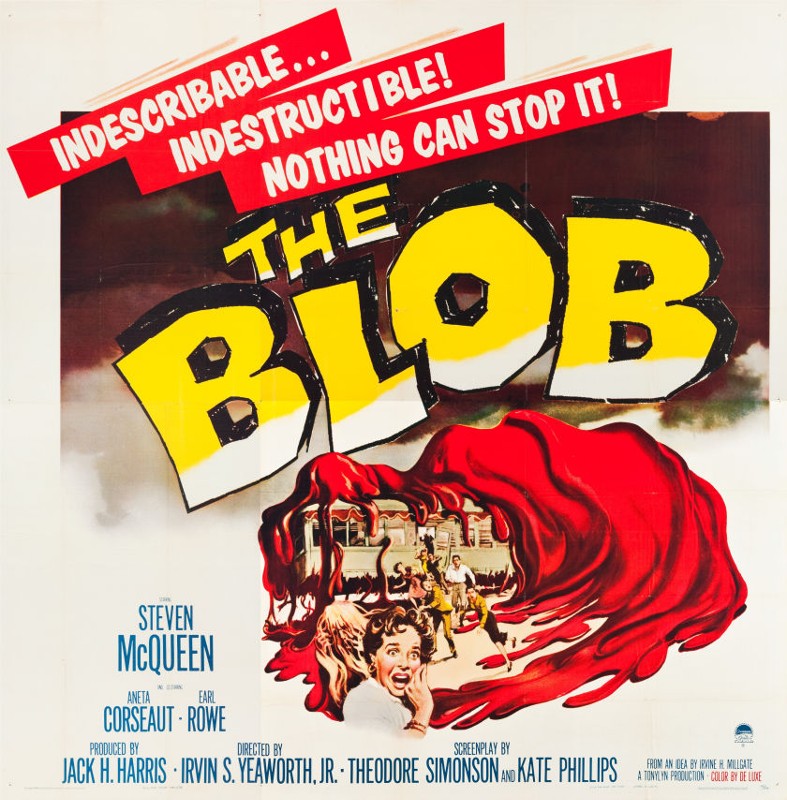 INDESCRIBABLE...
INDESTRUCTIBLE!
NOTHING CAN STOP IT!
THE
BLOB
STARRING
STEVEN
McQUEEN
ANETA CORSEAUT · EARL ROWE
PRODUCED BY
JACK H. HARRIS ·
DIRECTED BY
IRVIN S. YEAWORTH, JR. ·
SCREENPLAY BY
THEODORE SIMONSON AND KATE PHILLIPS
FROM AN IDEA BY IRVINE H. MILLGATE
A TONYLYN PRODUCTION · COLOR BY DE LUXE